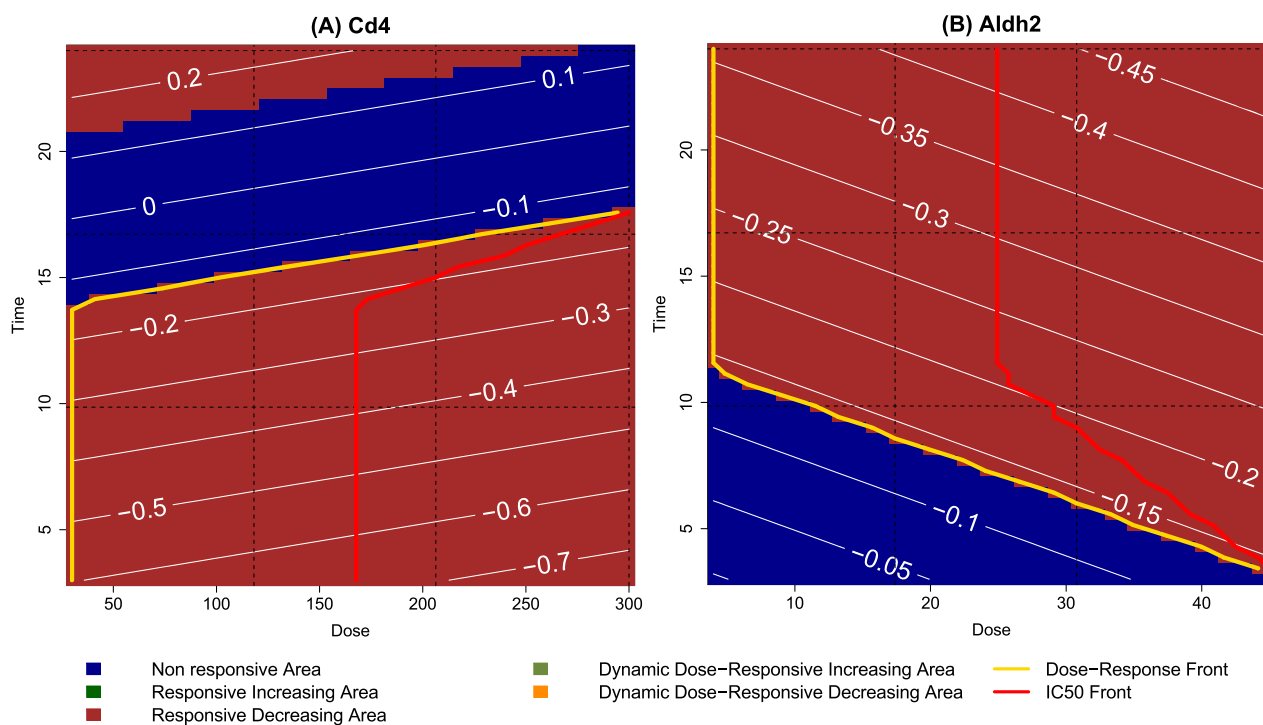 (A) Cd4
(B) Aldh2
0.2
0.1
0
−0.1
−0.2
−0.3
−0.4
−0.5
−0.6
−0.7
Time
5
10
15
20
50
100
150
200
250
300
Dose
−0.45
−0.4
−0.35
−0.3
−0.25
−0.2
−0.15
−0.1
−0.05
Time
5
10
15
20
10
20
30
40
Dose
Non responsive Area
Responsive Increasing Area
Responsive Decreasing Area
Dynamic Dose−Responsive Increasing Area
Dynamic Dose−Responsive Decreasing Area
Dose−Response Front
IC50 Front